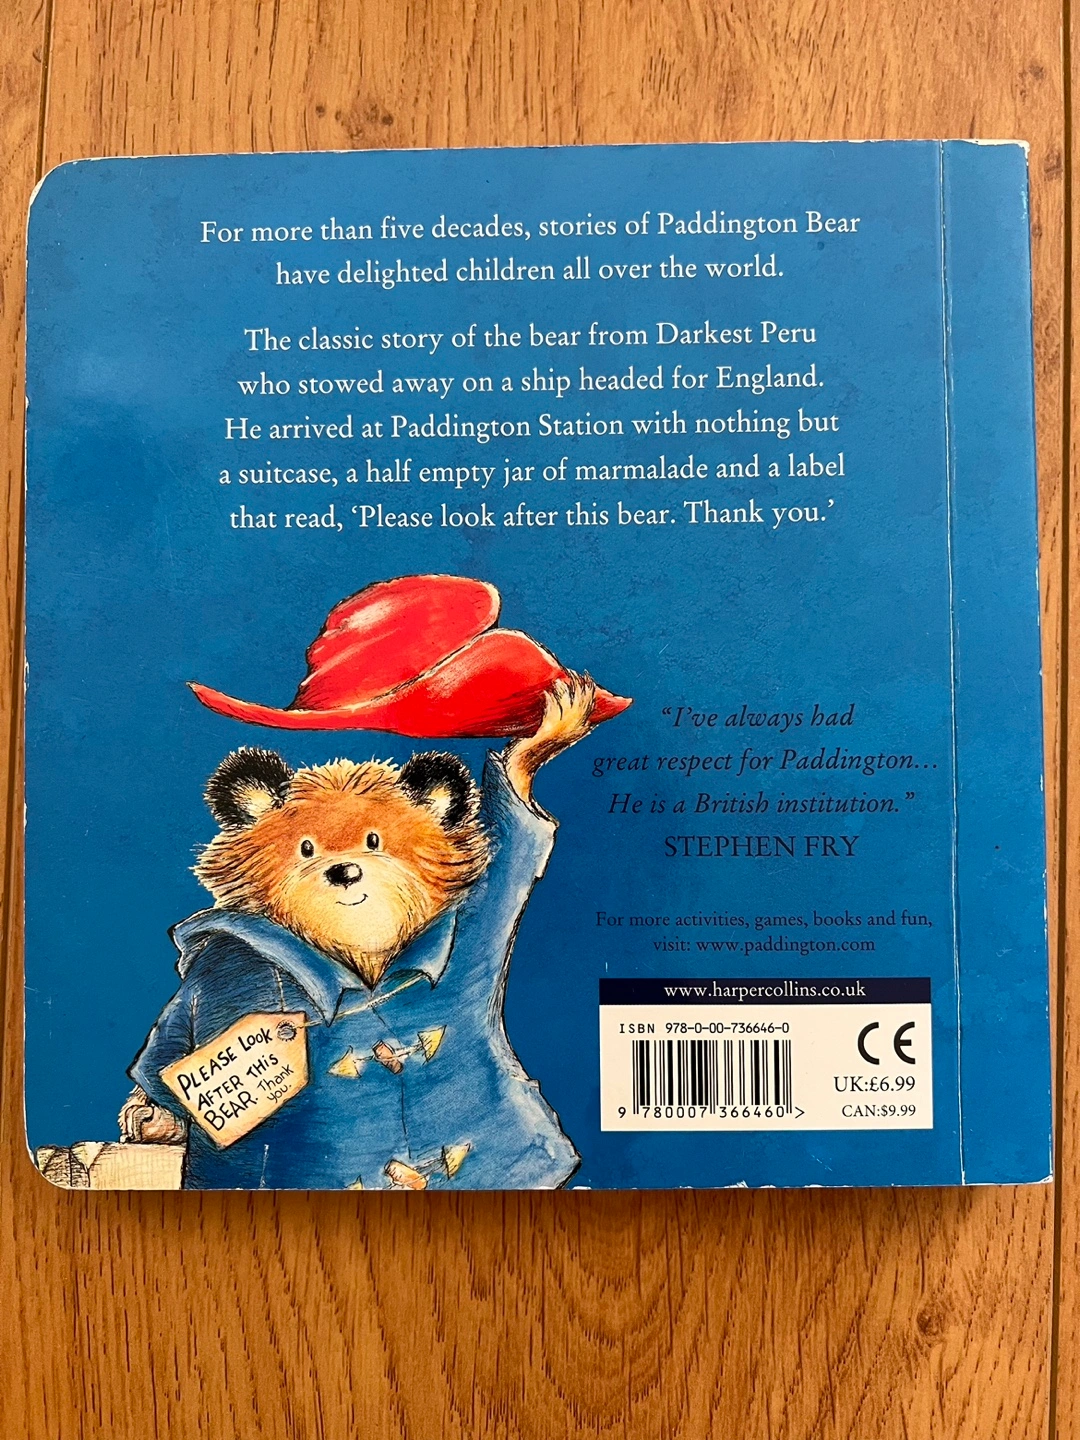 For more than five decades, stories of Paddington Bear
have delighted children all over the world.
The classic story of the bear from Darkest Peru
who stowed away on a ship headed for England.
He arrived at Paddington Station with nothing but
a suitcase, a half empty jar of marmalade and a label
that read, ‘Please look after this bear. Thank you.’
“I’ve always had
great respect for Paddington...
He is a British institution.”
STEPHEN FRY
For more activities, games, books and fun,
visit: www.paddington.com
www.harpercollins.co.uk
ISBN 978-0-00-736646-0
CE
UK:£6.99
CAN:$9.99
9 780007 366460 >
PLEASE LOOK
AFTER THIS
BEAR. Thank
you.